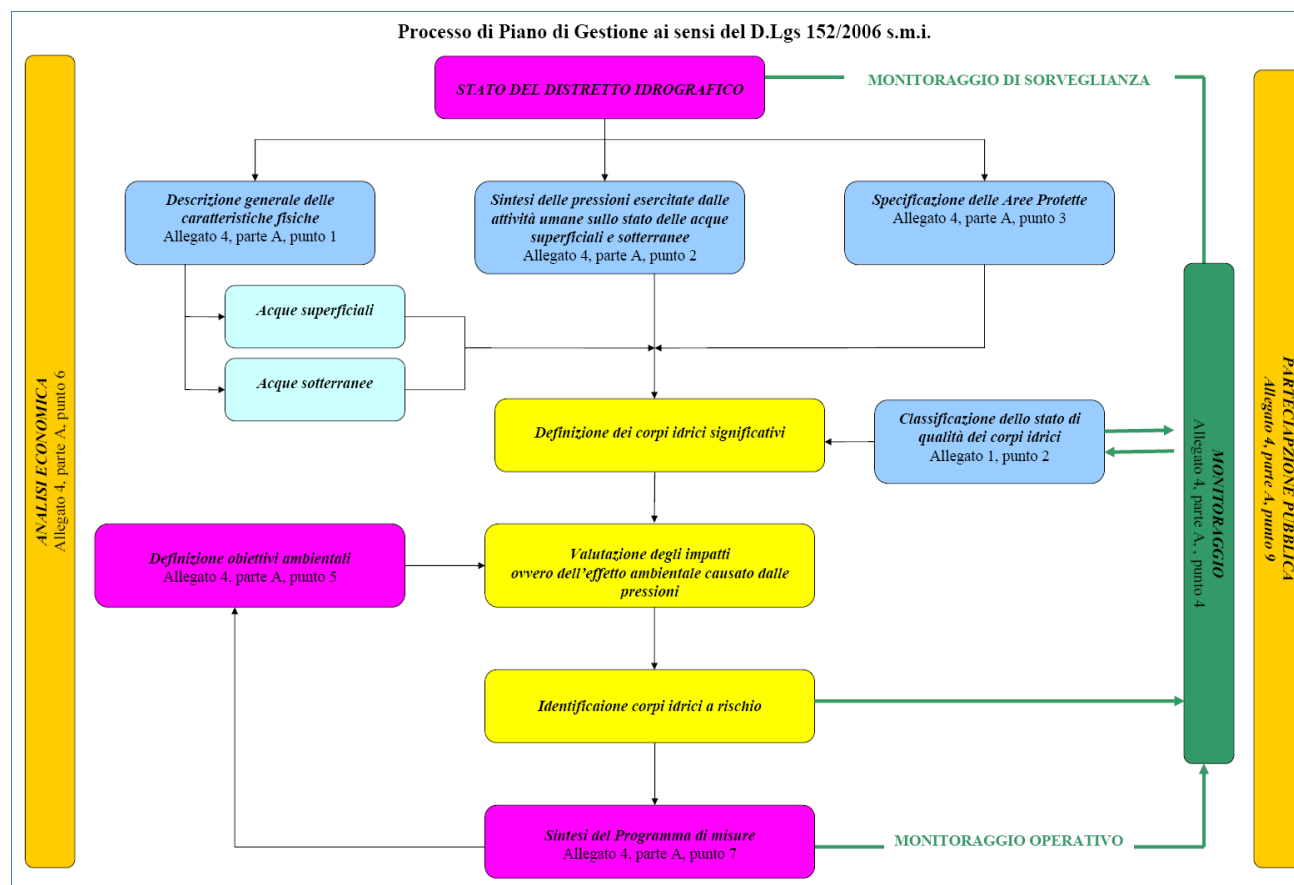 Processo di Piano di Gestione ai sensi del D.Lgs 152/2006 s.m.i.
STATO DEL DISTRETTO IDROGRAFICO
MONITORAGGIO DI SORVEGLIANZA
Descrizione generale delle
caratteristiche fisiche
Allegato 4, parte A, punto 1
Sintesi delle pressioni esercitate dalle
attività umane sullo stato delle acque
superficiali e sotterranee
Allegato 4, parte A, punto 2
Specificazione delle Aree Protette
Allegato 4, parte A, punto 3
Acque superficiali
Acque sotterranee
Definizione dei corpi idrici significativi
Classificazione dello stato di
qualità dei corpi idrici
Allegato 1, punto 2
Definizione obiettivi ambientali
Allegato 4, parte A, punto 5
Valutazione degli impatti
ovvero dell'effetto ambientale causato dalle
pressioni
Identificaione corpi idrici a rischio
Sintesi del Programma di misure
Allegato 4, parte A, punto 7
MONITORAGGIO OPERATIVO
ANALISI ECONOMICA
Allegato 4, parte A, punto 6
MONITORAGGIO
Allegato 4, parte A, , punto 4
PARTECIAPZIONE PUBBLICA
Allegato 4, parte A, punto 9